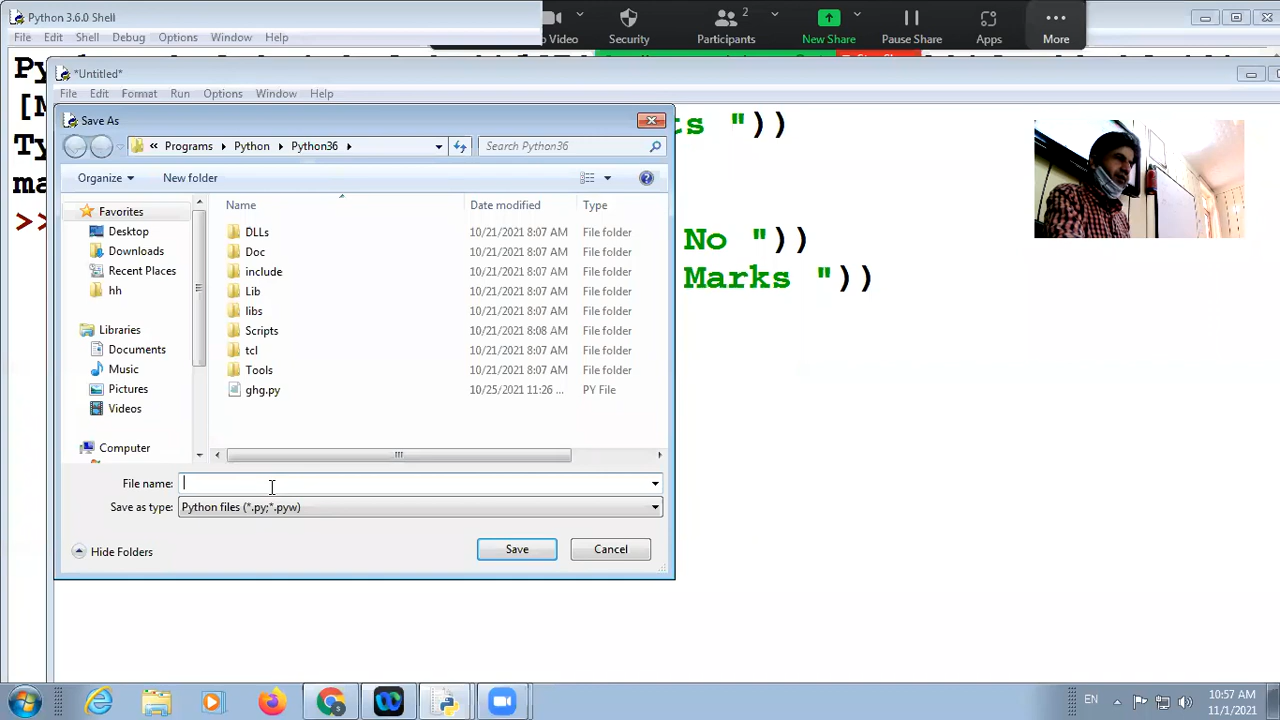 Python 3.6.0 Shell
File Edit Shell Debug Options Window Help
Video
Security
2
Participants
New Share
Pause Share
Apps
More
*Untitled*
File Edit Format Run Options Window Help
"))
No "))
Marks "))
>>
Save As
Programs Python Python36
Search Python36
Organize
New folder
Favorites
Desktop
Downloads
Recent Places
hh
Libraries
Documents
Music
Pictures
Videos
Computer
Name Date modified Type
DLLs 10/21/2021 8:07 AM File folder
Doc 10/21/2021 8:07 AM File folder
include 10/21/2021 8:07 AM File folder
Lib 10/21/2021 8:07 AM File folder
libs 10/21/2021 8:07 AM File folder
Scripts 10/21/2021 8:08 AM File folder
tcl 10/21/2021 8:07 AM File folder
Tools 10/21/2021 8:07 AM File folder
ghg.py 10/25/2021 11:26 ... PY File
File name:
Save as type: Python files (*.py;*.pyw)
Hide Folders
Save
Cancel
EN
10:57 AM
11/1/2021